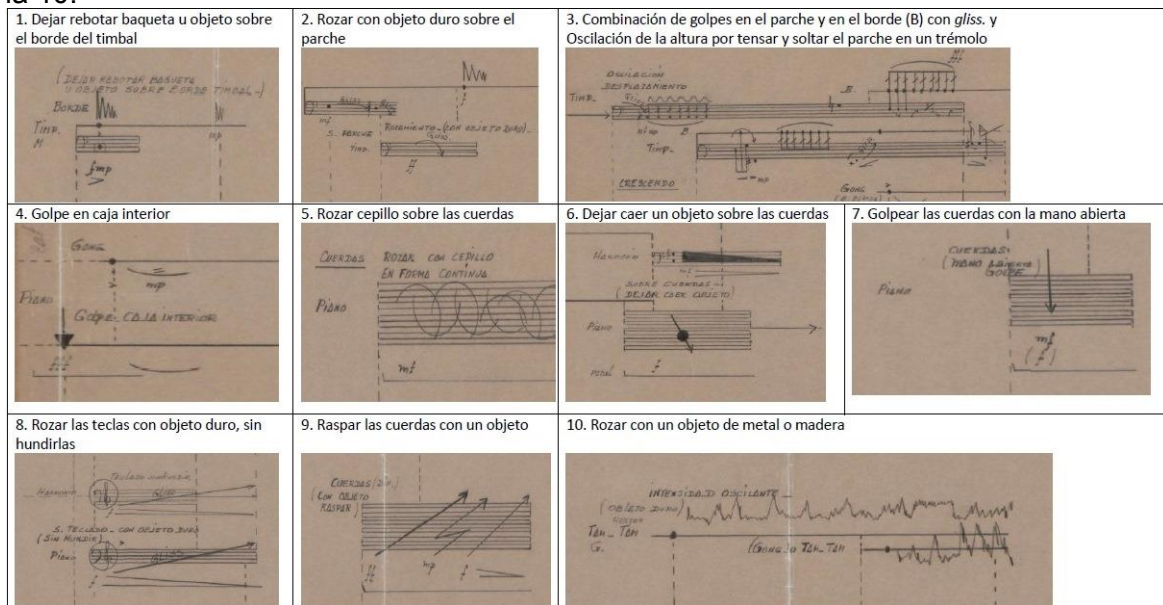 1. Dejar rebotar baqueta u objeto sobre
el borde del timbal
(DEJAR REBOTAR BAQUETA
U OBJETO SOBRE BORDE TIMBAL-)
BORDE
TIMP.
M
fmp
mp
2. Rozar con objeto duro sobre el
parche
GLISS
mf
f
S. PARCHE
ROZAMIENTO-(CON OBJETO DURO)-
TIMP.
ff
3. Combinación de golpes en el parche y en el borde (B) con gliss. y
Oscilación de la altura por tensar y soltar el parche en un trémolo
OSCILACIÓN
DESPLAZAMIENTO
TIMP.
B.
B
TIMP.
mp
CRESCENDO
GONG
4. Golpe en caja interior
GONG
mp
PIANO
GOLPE CAJA INTERIOR
fff
5. Rozar cepillo sobre las cuerdas
CUERDAS
ROZAR CON CEPILLO
EN FORMA CONTINUA
PIANO
mf
6. Dejar caer un objeto sobre las cuerdas
mf
SOBRE CUERDAS-
(DEJAR CAER OBJETO)
PIANO
PEDAL
f
7. Golpear las cuerdas con la mano abierta
CUERDAS-
(MANO ABIERTA)
GOLPE
PIANO
mf
(f)
8. Rozar las teclas con objeto duro, sin
hundirlas
GLISS
f
S. TECLADO-CON OBJETO DURO
(SIN HUNDIR)
PIANO
GLISS
f
9. Raspar las cuerdas con un objeto
CUERDAS
(CON OBJETO
RASPAR)
ff
mp
f
10. Rozar con un objeto de metal o madera
INTENSIDAD OSCILANTE
(OBJETO DURO)
TAM-TAM
G.
(GONG o TAM-TAM